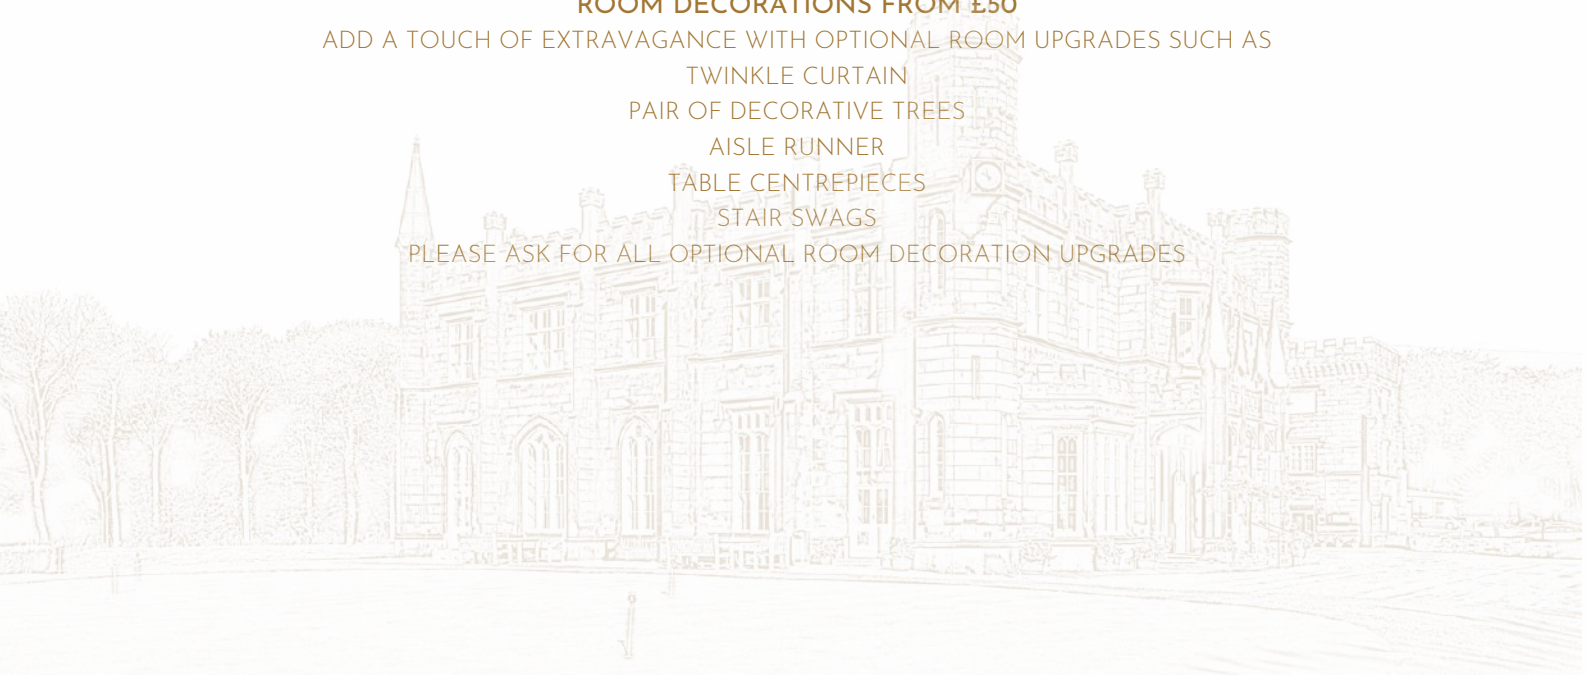 ROOM DECORATIONS FROM £50
ADD A TOUCH OF EXTRAVAGANCE WITH OPTIONAL ROOM UPGRADES SUCH AS
TWINKLE CURTAIN
PAIR OF DECORATIVE TREES
AISLE RUNNER
TABLE CENTREPIECES
STAIR SWAGS
PLEASE ASK FOR ALL OPTIONAL ROOM DECORATION UPGRADES